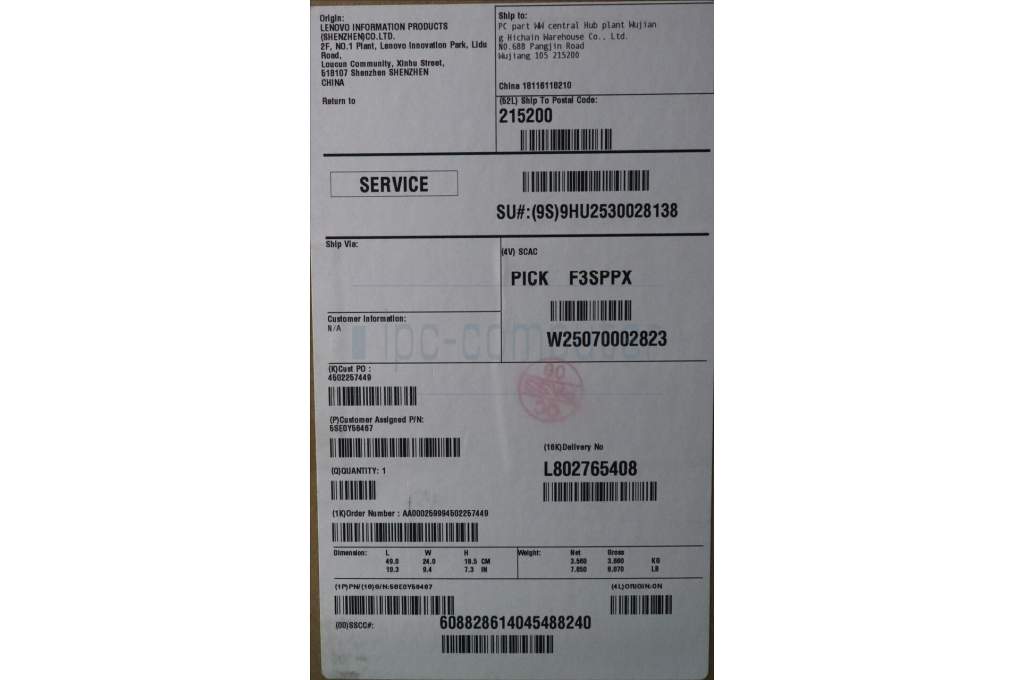 Origin:
LENOVO INFORMATION PRODUCTS
(SHENZHEN)CO.LTD.
2F, NO.1 Plant, Lenovo Innovation Park, Lidu
Road,
Loucun Community, Xinhu Street,
518107 Shenzhen SHENZHEN
CHINA
Return to
Ship to:
PC part WW central Hub plant Wujian
g Hichain Warehouse Co., Ltd.
NO.688 Pangjin Road
Wujiang 105 215200
China 18116118210
(52L) Ship To Postal Code:
215200
SERVICE
SU#:(9S)9HU2530028138
Ship Via:
(4V) SCAC
PICK F3SPPX
W25070002823
Customer Information:
N/A
ipc-computer
(K)Cust PO :
4502257449
(P)Customer Assigned P/N:
5SE0Y56467
(16K)Delivery No
L802765408
(Q)QUANTITY: 1
(1K)Order Number : AA000259994502257449
Dimension: L W H Weight: Net Gross
49.0 24.0 18.5 CM 3.560 3.660 KG
19.3 9.4 7.3 IN 7.850 8.070 LB
(1P)PN/(16)S/N:5SE0Y56467
(4L)ORIGIN:CN
(00)SSCC#:
608828614045488240